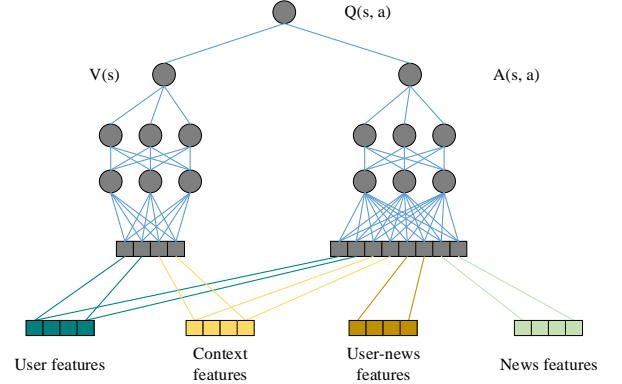 Q(s, a)
V(s)
A(s, a)
User features
Context
features
User-news
features
News features